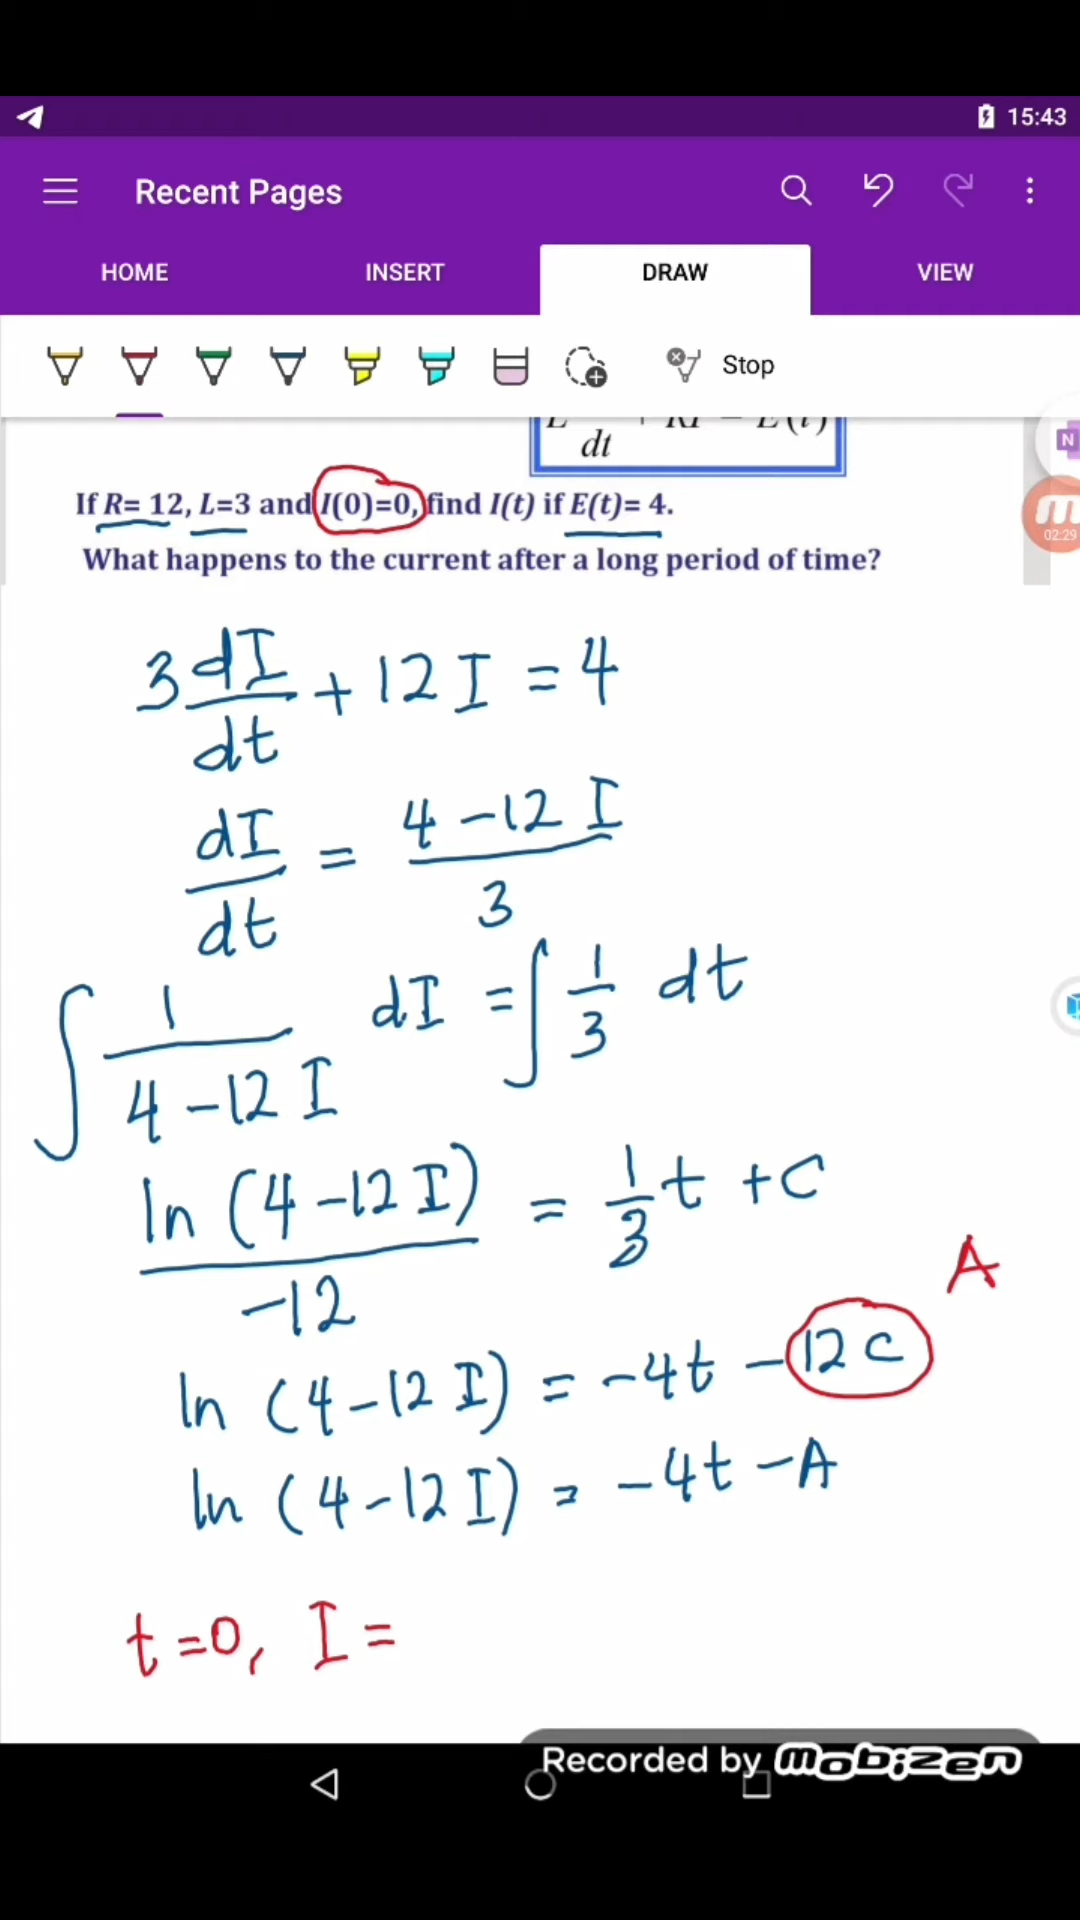 15:43
Recent Pages
HOME INSERT DRAW VIEW
Stop
N
L dt + RI = E(t)
If R= 12, L=3 and I(0)=0, find I(t) if E(t)= 4.
02:29
What happens to the current after a long period of time?
3 dI/dt + 12 I = 4
dI/dt = (4 - 12 I)/3
∫ 1/(4 - 12 I) dI = ∫ 1/3 dt
ln (4 - 12 I)/-12 = 1/3 t + C
A
ln (4 - 12 I) = -4t - 12 C
ln (4 - 12 I) = -4t - A
t = 0, I =
Recorded by mobizen